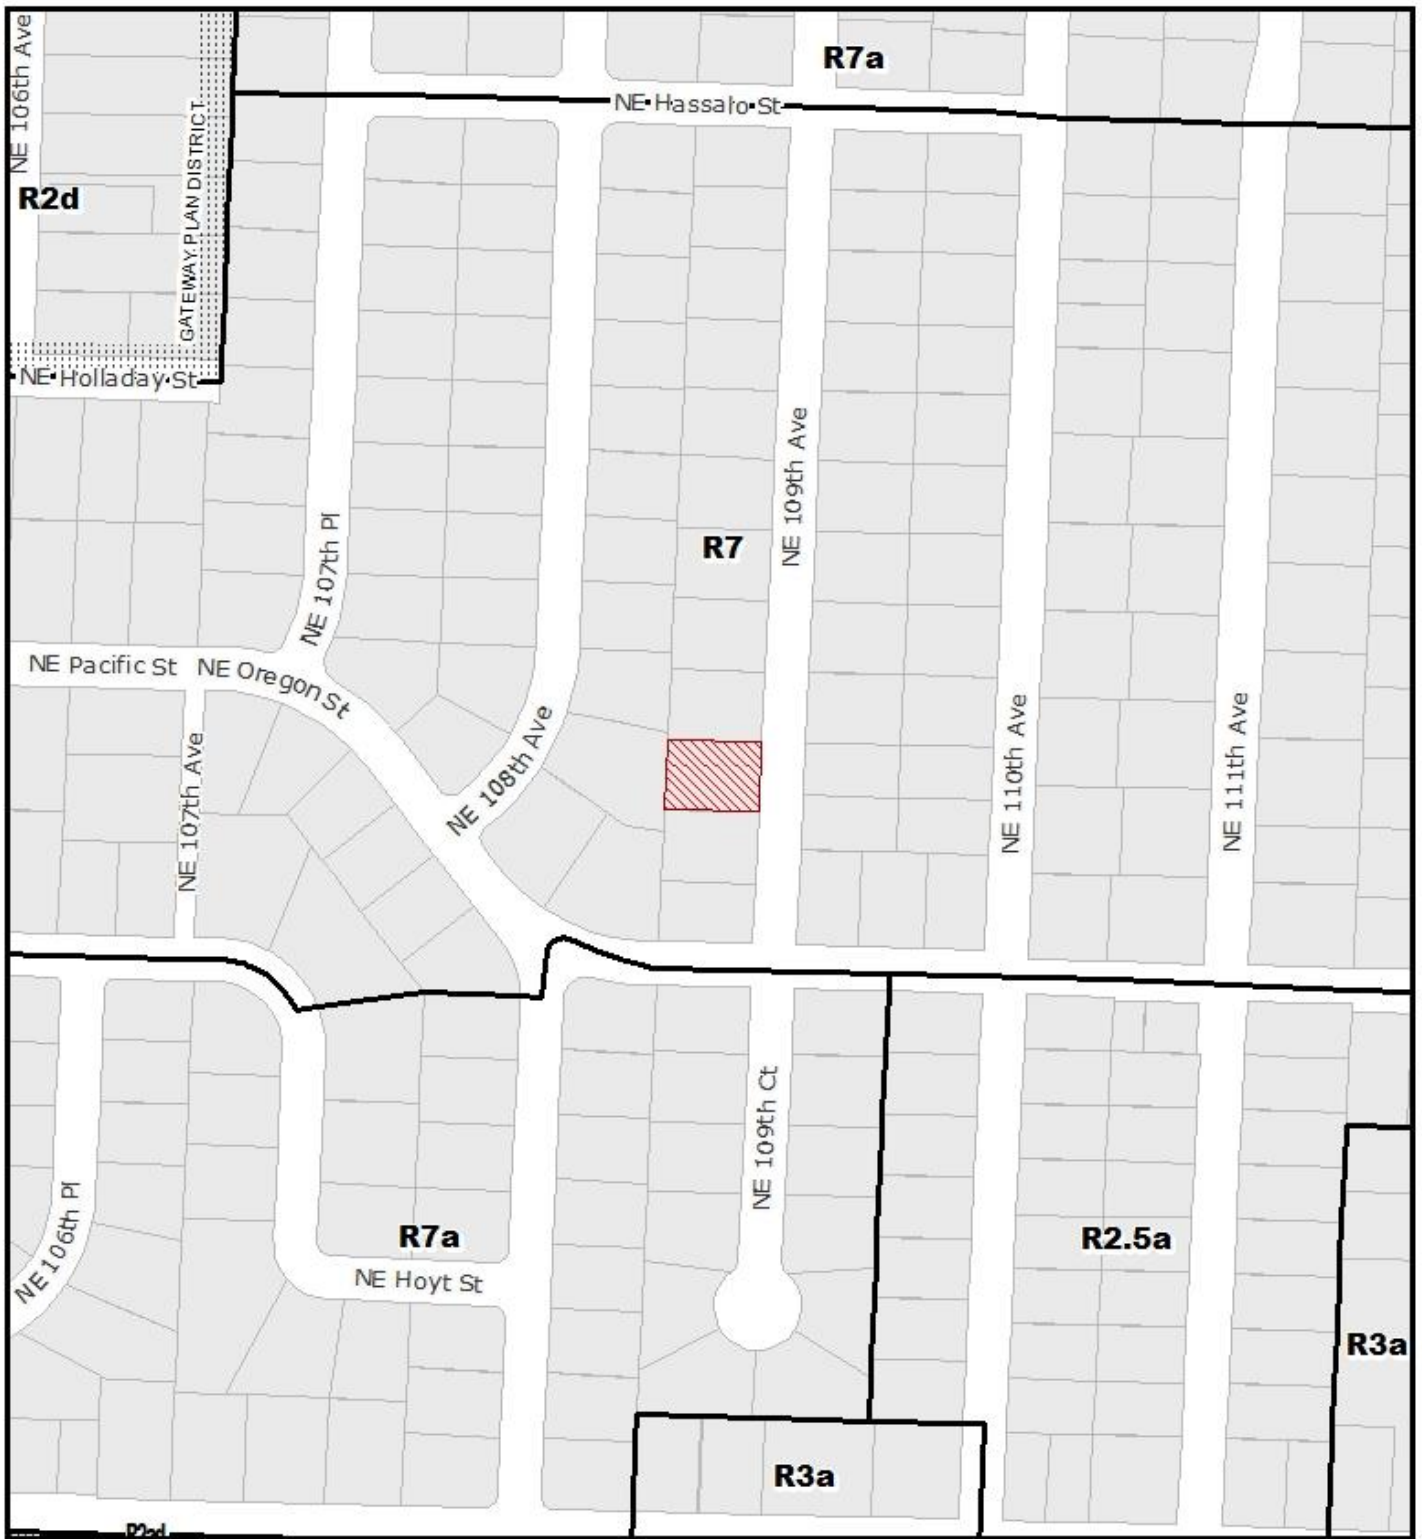 NE 106th Ave
R7a
NE Hassalo St
GATEWAY PLAN DISTRICT
R2d
NE Holladay St
NE 109th Ave
NE 107th Pl
R7
NE Pacific St
NE Oregon St
NE 108th Ave
NE 107th Ave
NE 110th Ave
NE 111th Ave
NE 109th Ct
NE 106th Pl
R7a
R2.5a
NE Hoyt St
R3a
R3a